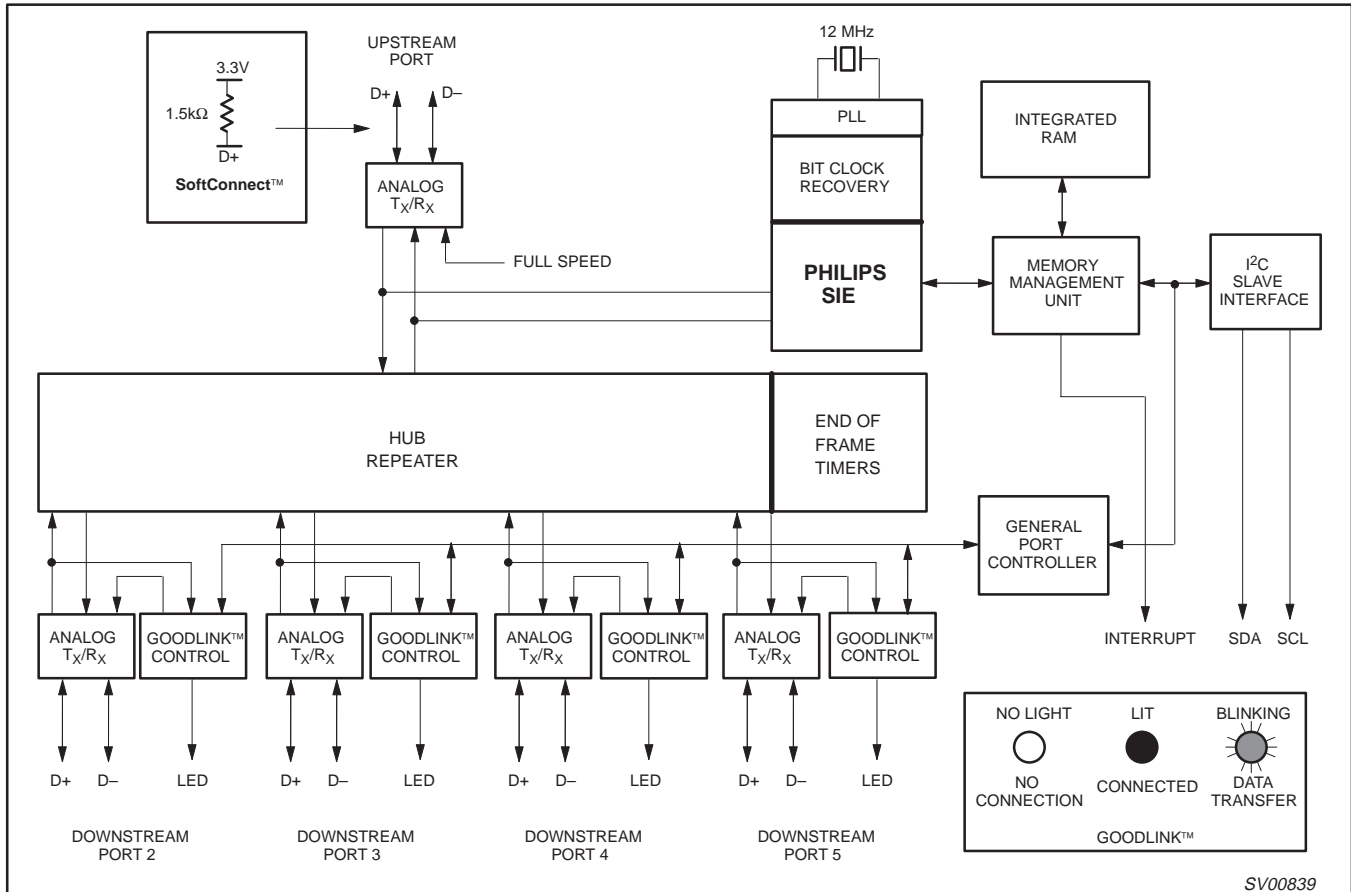 UPSTREAM
PORT
12 MHz
3.3V
1.5kΩ
D+
SoftConnect™
D+
D–
ANALOG
TX/RX
FULL SPEED
PLL
BIT CLOCK
RECOVERY
PHILIPS
SIE
INTEGRATED
RAM
MEMORY
MANAGEMENT
UNIT
I2C
SLAVE
INTERFACE
HUB
REPEATER
END OF
FRAME
TIMERS
GENERAL
PORT
CONTROLLER
ANALOG
TX/RX
GOODLINK™
CONTROL
ANALOG
TX/RX
GOODLINK™
CONTROL
ANALOG
TX/RX
GOODLINK™
CONTROL
ANALOG
TX/RX
GOODLINK™
CONTROL
INTERRUPT
SDA
SCL
D+
D–
LED
D+
D–
LED
D+
D–
LED
D+
D–
LED
DOWNSTREAM
PORT 2
DOWNSTREAM
PORT 3
DOWNSTREAM
PORT 4
DOWNSTREAM
PORT 5
NO LIGHT
LIT
BLINKING
NO
CONNECTION
CONNECTED
DATA
TRANSFER
GOODLINK™
SV00839